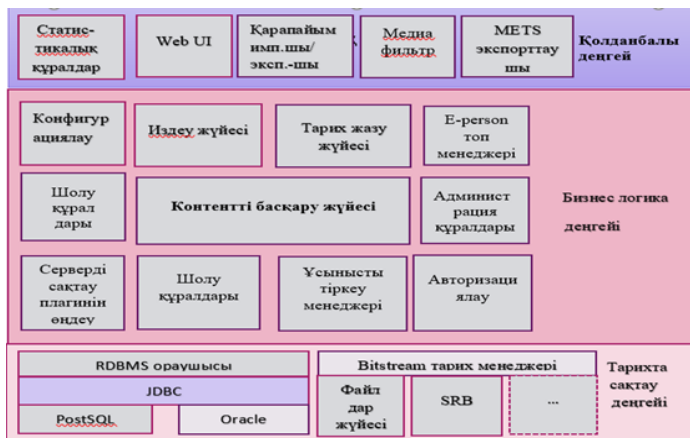 Статис-
тикалық
құралдар
Web UI
Қарапайым
имп.шы/
эксп.-шы
Медиа
фильтр
METS
экспорттау
шы
Қолданбалы
деңгей
Конфигур
ациялау
Издеу жүйесі
Тарих жазу
жүйесі
E-person
топ
менеджері
Шолу
құрал
дары
Контентті басқару жүйесі
Админист
рация
құралдары
Бизнес логика
деңгейі
Серверді
сақтау
плагинін
өңдеу
Шолу
құралдары
Ұсынысты
тіркеу
менеджері
Авторизаци
ялау
RDBMS ораушысы
Bitstream тарих менеджері
Тарихта
сақтау
деңгейі
JDBC
PostSQL
Oracle
Файл
дар
жүйесі
SRB
...